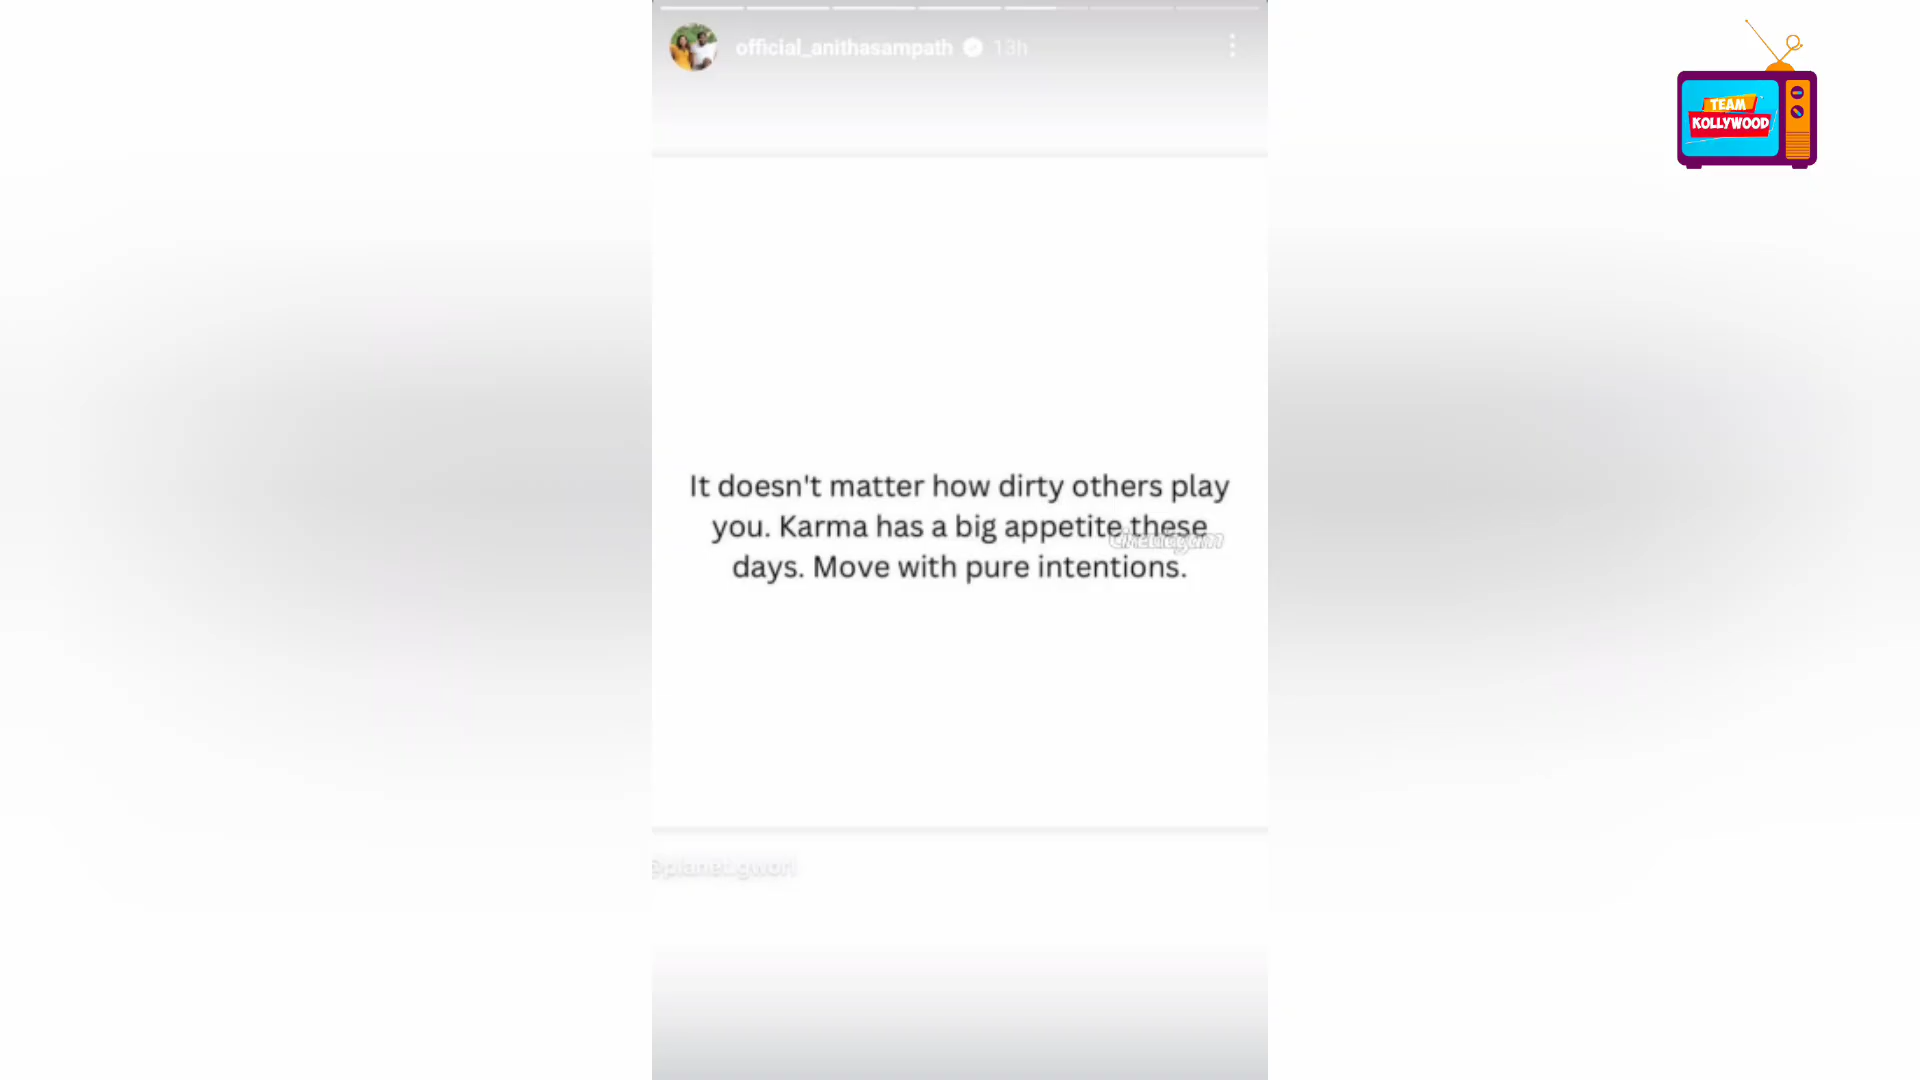 official_anithasampath 13h
TEAM
KOLLYWOOD
It doesn't matter how dirty others play
you. Karma has a big appetite these
days. Move with pure intentions.
@planet.gworl